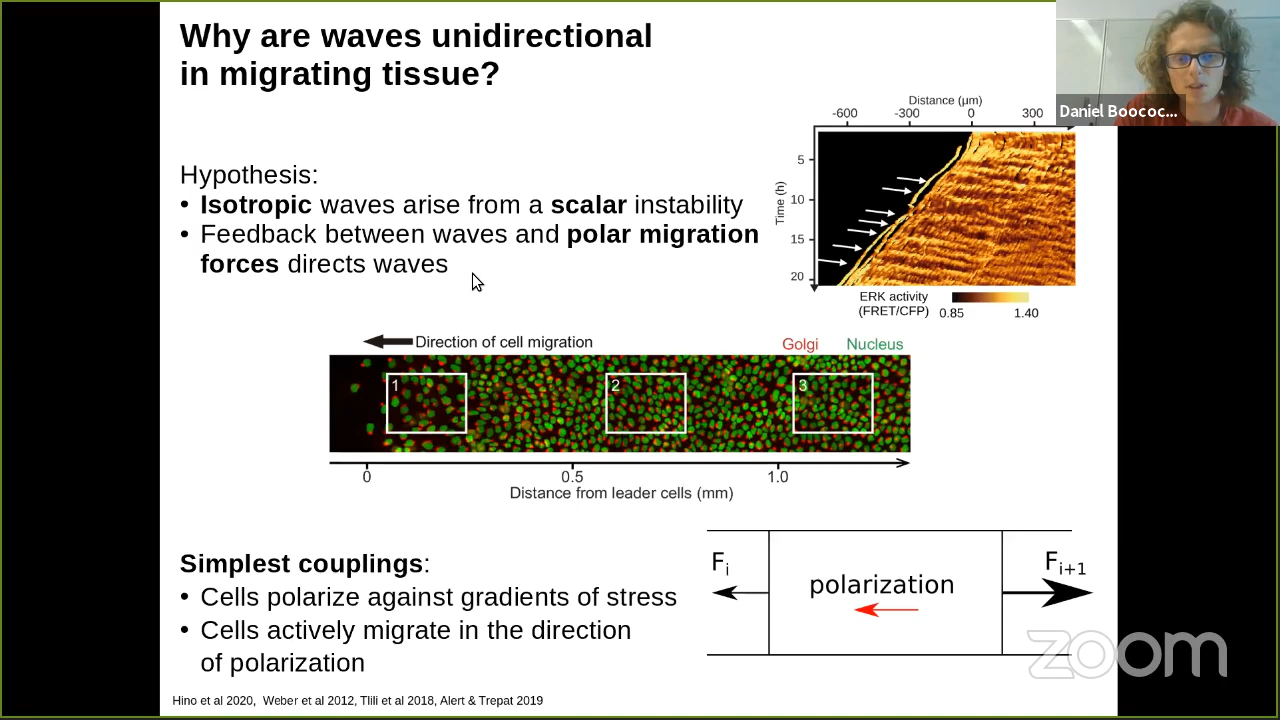 Why are waves unidirectional
in migrating tissue?
Daniel Boococ...
Distance (μm)
-600 -300 0 300
Hypothesis:
• Isotropic waves arise from a scalar instability
• Feedback between waves and polar migration
forces directs waves
Time (h)
5
10
15
20
ERK activity
(FRET/CFP) 0.85 1.40
Direction of cell migration
Golgi Nucleus
1 2 3
0 0.5 1.0
Distance from leader cells (mm)
Simplest couplings:
• Cells polarize against gradients of stress
• Cells actively migrate in the direction
of polarization
Fi Fi+1
polarization
zoom
Hino et al 2020, Weber et al 2012, Tlili et al 2018, Alert & Trepat 2019